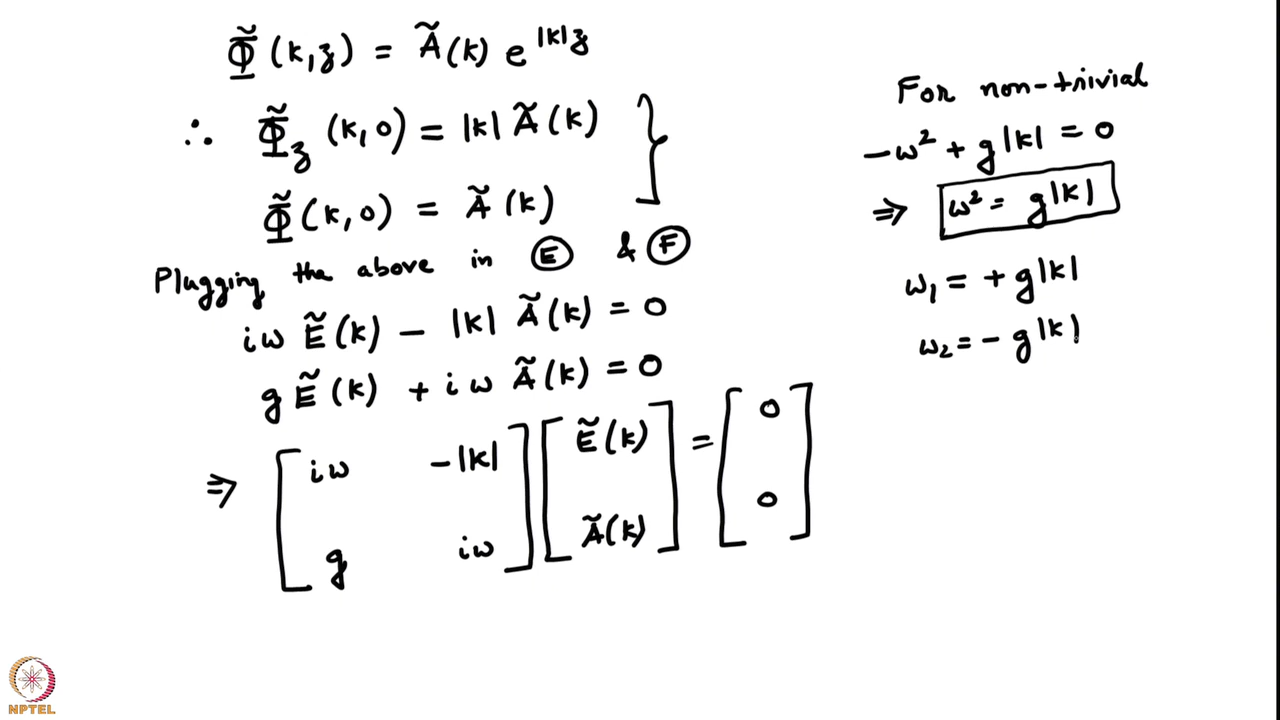 Φ̃(k,z) = Ã(k) e^{|k|z}
∴ Φ̃_z(k,0) = |k| Ã(k)
Φ̃(k,0) = Ã(k)
Plugging the above in (E) & (F)
iω Ẽ(k) − |k| Ã(k) = 0
g Ẽ(k) + iω Ã(k) = 0
⇒ [iω −|k|] [Ẽ(k)] = [0]
[g iω] [Ã(k)] [0]
For non-trivial
−ω² + g|k| = 0
⇒ ω² = g|k|
ω₁ = + g|k|
ω₂ = − g|k|
NPTEL